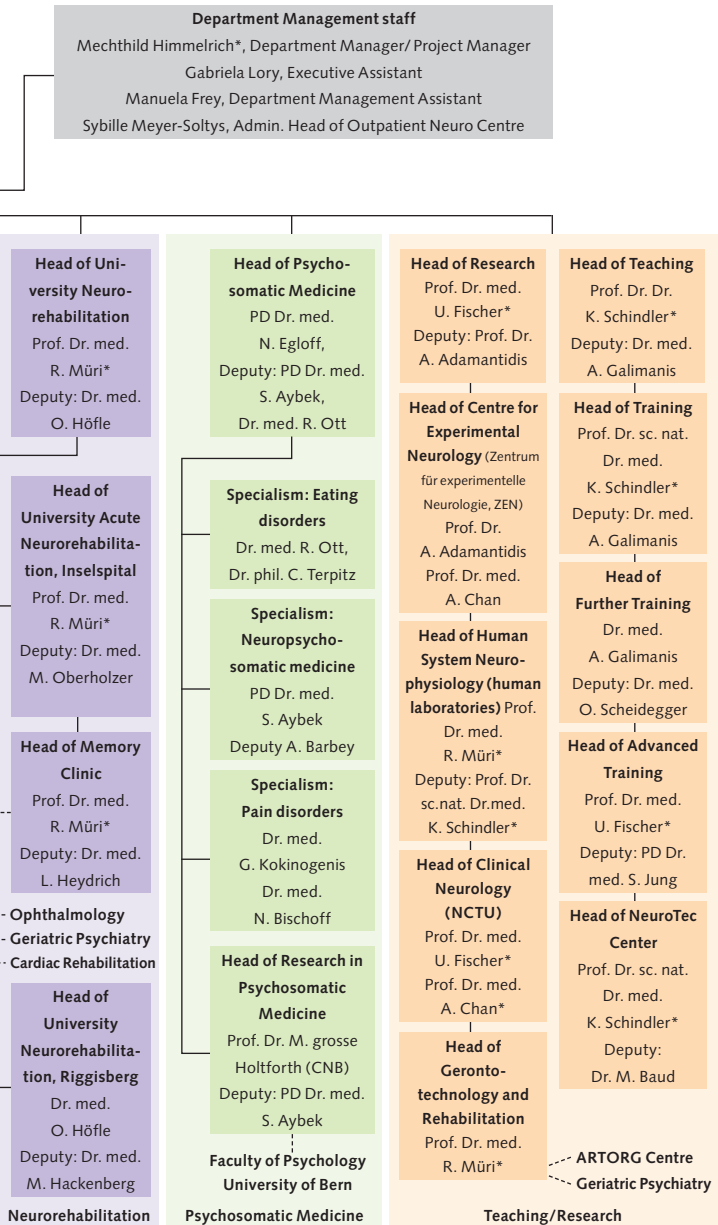 Department Management staff
Mechthild Himmelrich*, Department Manager/ Project Manager
Gabriela Lory, Executive Assistant
Manuela Frey, Department Management Assistant
Sybille Meyer-Soltys, Admin. Head of Outpatient Neuro Centre
Head of Uni-
versity Neuro-
rehabilitation
Prof. Dr. med.
R. Müri*
Deputy: Dr. med.
O. Höfle
Head of
University Acute
Neurorehabilita-
tion, Inselspital
Prof. Dr. med.
R. Müri*
Deputy: Dr. med.
M. Oberholzer
Head of Memory
Clinic
Prof. Dr. med.
R. Müri*
Deputy: Dr. med.
L. Heydrich
Ophthalmology
Geriatric Psychiatry
Cardiac Rehabilitation
Head of
University
Neurorehabilita-
tion, Riggisberg
Dr. med.
O. Höfle
Deputy: Dr. med.
M. Hackenberg
Neurorehabilitation
Head of Psycho-
somatic Medicine
PD Dr. med.
N. Egloff,
Deputy: PD Dr. med.
S. Aybek,
Dr. med. R. Ott
Specialism: Eating
disorders
Dr. med. R. Ott,
Dr. phil. C. Terpitz
Specialism:
Neuropsycho-
somatic medicine
PD Dr. med.
S. Aybek
Deputy A. Barbey
Specialism:
Pain disorders
Dr. med.
G. Kokinogenis
Dr. med.
N. Bischoff
Head of Research in
Psychosomatic
Medicine
Prof. Dr. M. grosse
Holtforth (CNB)
Deputy: PD Dr. med.
S. Aybek
Faculty of Psychology
University of Bern
Psychosomatic Medicine
Head of Research
Prof. Dr. med.
U. Fischer*
Deputy: Prof. Dr.
A. Adamantidis
Head of Centre for
Experimental
Neurology (Zentrum
für experimentelle
Neurologie, ZEN)
Prof. Dr.
A. Adamantidis
Prof. Dr. med.
A. Chan
Head of Human
System Neuro-
physiology (human
laboratories) Prof.
Dr. med.
R. Müri*
Deputy: Prof. Dr.
sc.nat. Dr.med.
K. Schindler*
Head of Clinical
Neurology
(NCTU)
Prof. Dr. med.
U. Fischer*
Prof. Dr. med.
A. Chan*
Head of
Geronto-
technology and
Rehabilitation
Prof. Dr. med.
R. Müri*
Head of Teaching
Prof. Dr. Dr.
K. Schindler*
Deputy: Dr. med.
A. Galimanis
Head of Training
Prof. Dr. sc. nat.
Dr. med.
K. Schindler*
Deputy: Dr. med.
A. Galimanis
Head of
Further Training
Dr. med.
A. Galimanis
Deputy: Dr. med.
O. Scheidegger
Head of Advanced
Training
Prof. Dr. med.
U. Fischer*
Deputy: PD Dr.
med. S. Jung
Head of NeuroTec
Center
Prof. Dr. sc. nat.
Dr. med.
K. Schindler*
Deputy:
Dr. M. Baud
ARTORG Centre
Geriatric Psychiatry
Teaching/Research